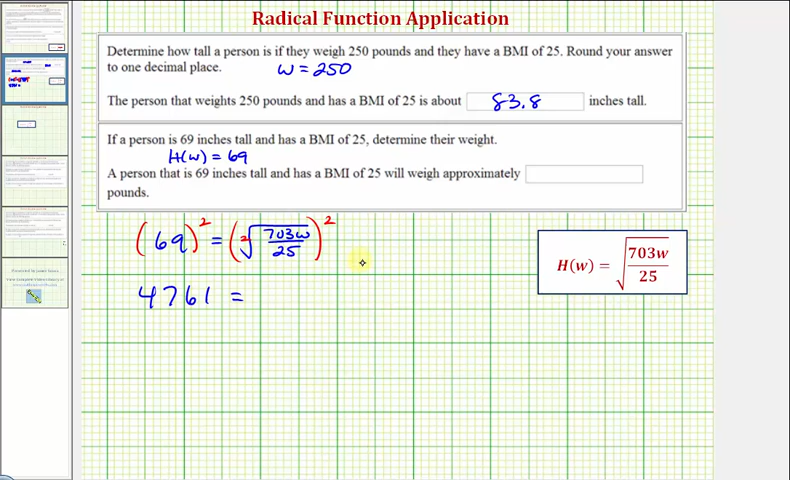 Radical Function Application
Determine how tall a person is if they weigh 250 pounds and they have a BMI of 25. Round your answer
to one decimal place.
w = 250
The person that weights 250 pounds and has a BMI of 25 is about 83.8 inches tall.
If a person is 69 inches tall and has a BMI of 25, determine their weight.
H(w) = 69
A person that is 69 inches tall and has a BMI of 25 will weigh approximately
pounds.
(69)² = (²√(703w/25))²
H(w) = √(703w/25)
4761 =